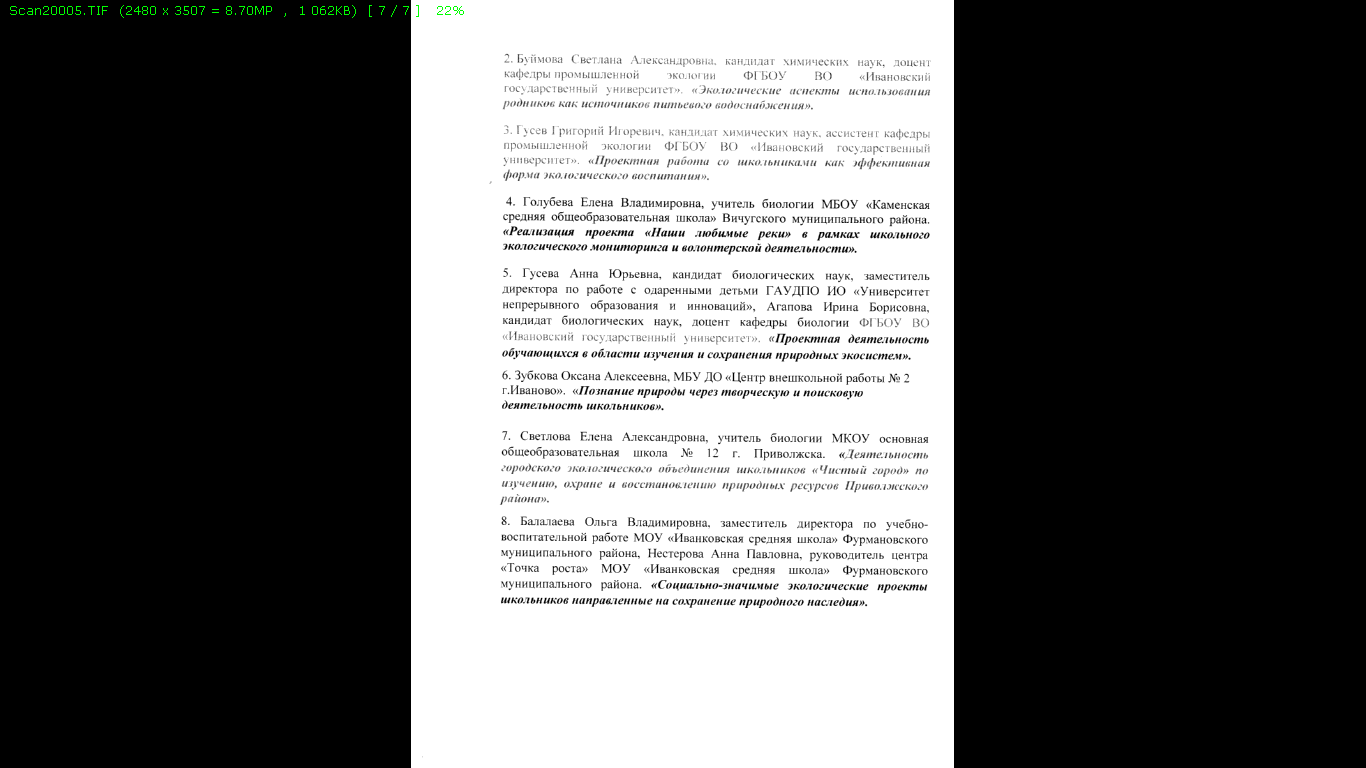 Scan20005.TIF (2480 x 3507 = 8.70MP , 1 062KB) [ 7 / 7 ] 22%
2. Буймова Светлана Александровна, кандидат химических наук, доцент
кафедры промышленной экологии ФГБОУ ВО «Ивановский
государственный университет». «Экологические аспекты использования
родников как источников питьевого водоснабжения».
3. Гусев Григорий Игоревич, кандидат химических наук, ассистент кафедры
промышленной экологии ФГБОУ ВО «Ивановский государственный
университет». «Проектная работа со школьниками как эффективная
форма экологического воспитания».
4. Голубева Елена Владимировна, учитель биологии МБОУ «Каменская
средняя общеобразовательная школа» Вичугского муниципального района.
«Реализация проекта «Наши любимые реки» в рамках школьного
экологического мониторинга и волонтерской деятельности».
5. Гусева Анна Юрьевна, кандидат биологических наук, заместитель
директора по работе с одаренными детьми ГАУДПО ИО «Университет
непрерывного образования и инноваций», Агапова Ирина Борисовна,
кандидат биологических наук, доцент кафедры биологии ФГБОУ ВО
«Ивановский государственный университет». «Проектная деятельность
обучающихся в области изучения и сохранения природных экосистем».
6. Зубкова Оксана Алексеевна, МБУ ДО «Центр внешкольной работы № 2
г.Иваново». «Познание природы через творческую и поисковую
деятельность школьников».
7. Светлова Елена Александровна, учитель биологии МКОУ основная
общеобразовательная школа № 12 г. Приволжска. «Деятельность
городского экологического объединения школьников «Чистый город» по
изучению, охране и восстановлению природных ресурсов Приволжского
района».
8. Балалаева Ольга Владимировна, заместитель директора по учебно-
воспитательной работе МОУ «Иванковская средняя школа» Фурмановского
муниципального района, Нестерова Анна Павловна, руководитель центра
«Точка роста» МОУ «Иванковская средняя школа» Фурмановского
муниципального района. «Социально-значимые экологические проекты
школьников направленные на сохранение природного наследия».